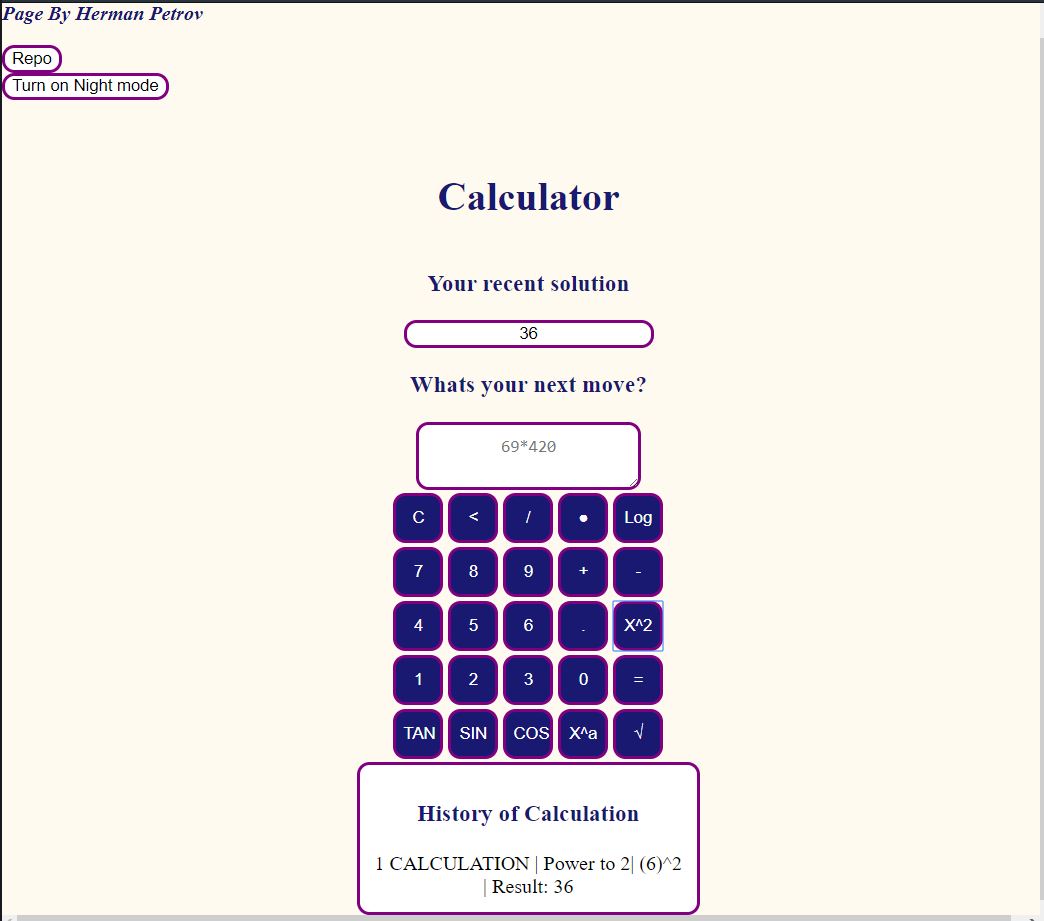 Page By Herman Petrov
Repo
Turn on Night mode
Calculator
Your recent solution
36
Whats your next move?
69*420
C < / ● Log
7 8 9 + -
4 5 6 . X^2
1 2 3 0 =
TAN SIN COS X^a √
History of Calculation
1 CALCULATION | Power to 2| (6)^2
| Result: 36